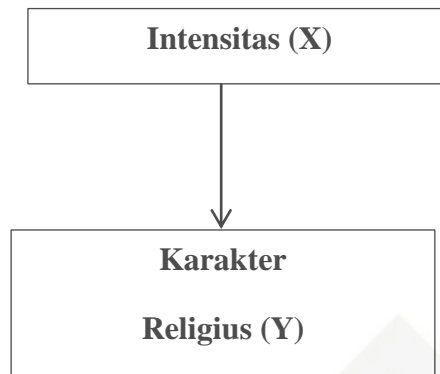 Intensitas (X)
Karakter
Religius (Y)